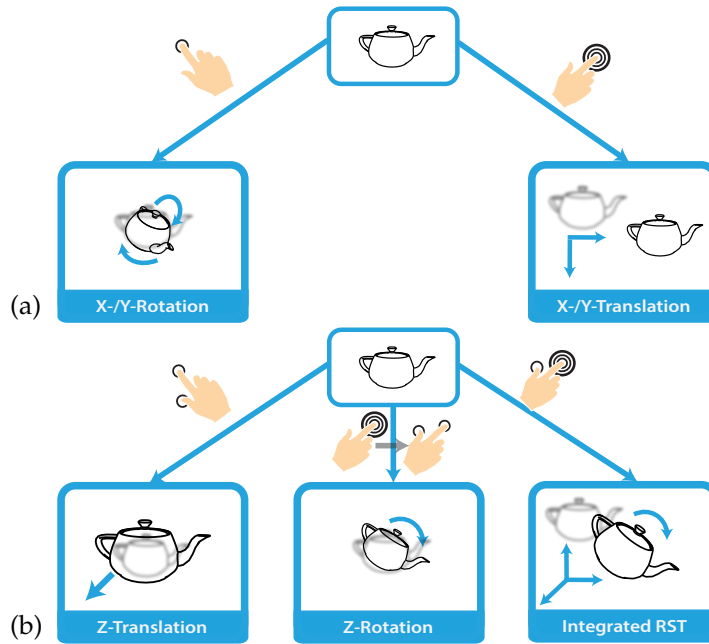 (a)
X-/Y-Rotation
X-/Y-Translation
(b)
Z-Translation
Z-Rotation
Integrated RST